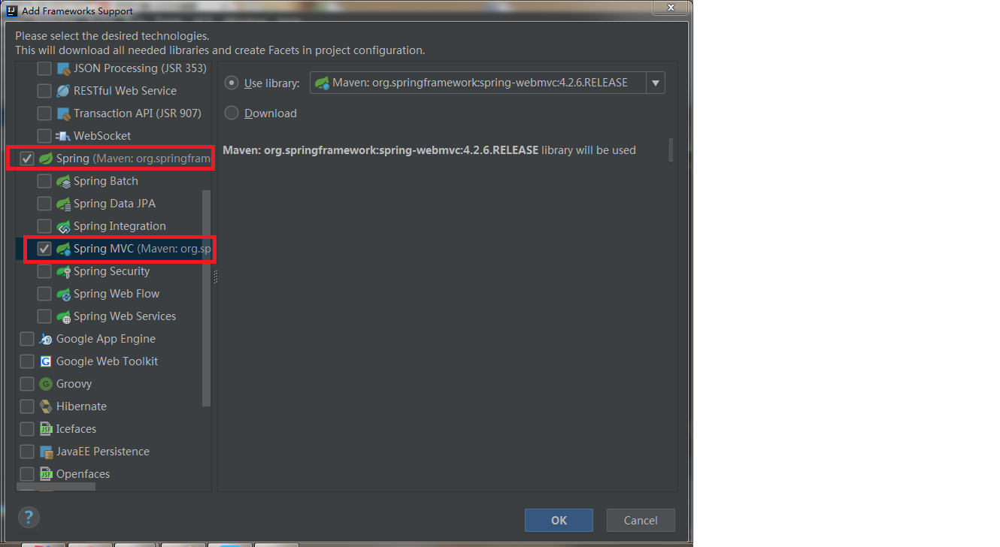 Add Frameworks Support
Please select the desired technologies.
This will download all needed libraries and create Facets in project configuration.
JSON Processing (JSR 353)
RESTful Web Service
Transaction API (JSR 907)
WebSocket
Spring (Maven: org.springfram
Spring Batch
Spring Data JPA
Spring Integration
Spring MVC (Maven: org.sp
Spring Security
Spring Web Flow
Spring Web Services
Google App Engine
Google Web Toolkit
Groovy
Hibernate
Icefaces
JavaEE Persistence
Openfaces
Use library:
Maven: org.springframework:spring-webmvc:4.2.6.RELEASE
Download
Maven: org.springframework:spring-webmvc:4.2.6.RELEASE library will be used
?
OK
Cancel